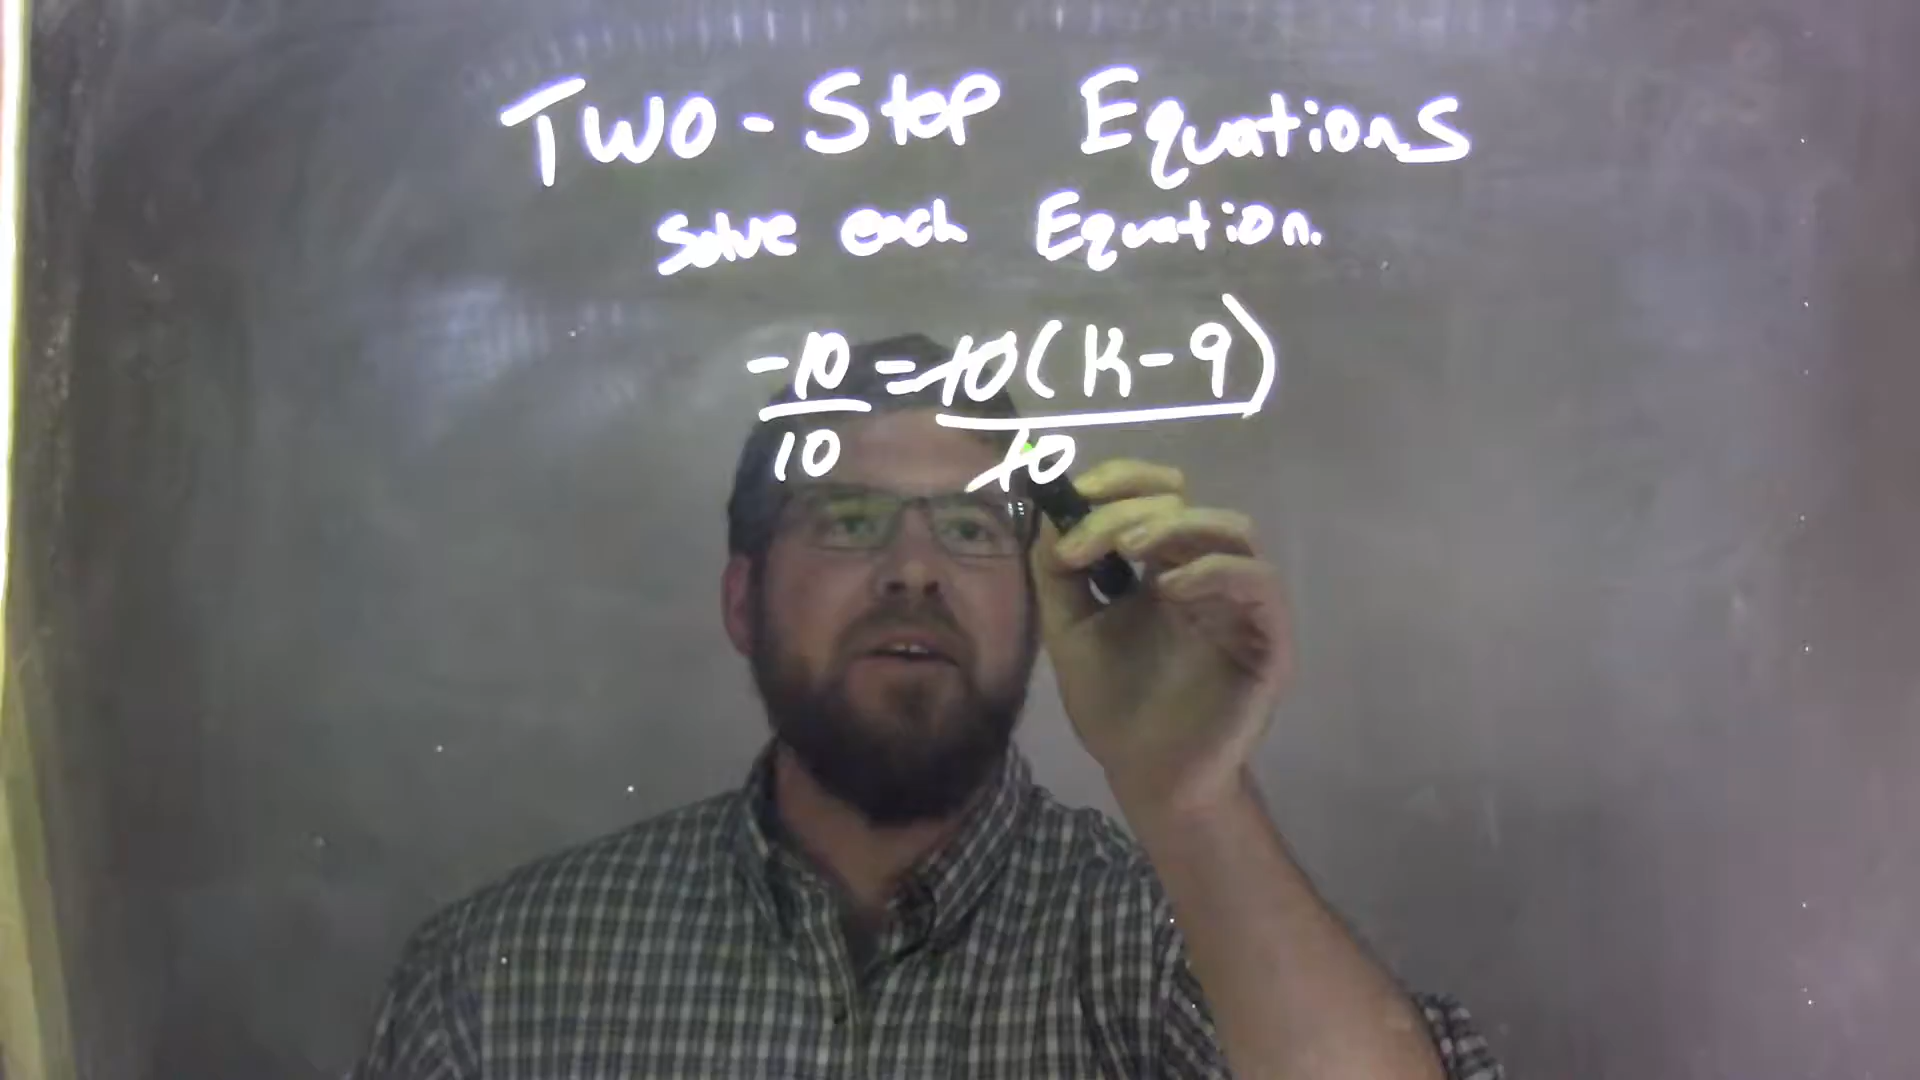 Two-Step Equations
Solve each Equation.
-10 = 10(K-9)
10 10